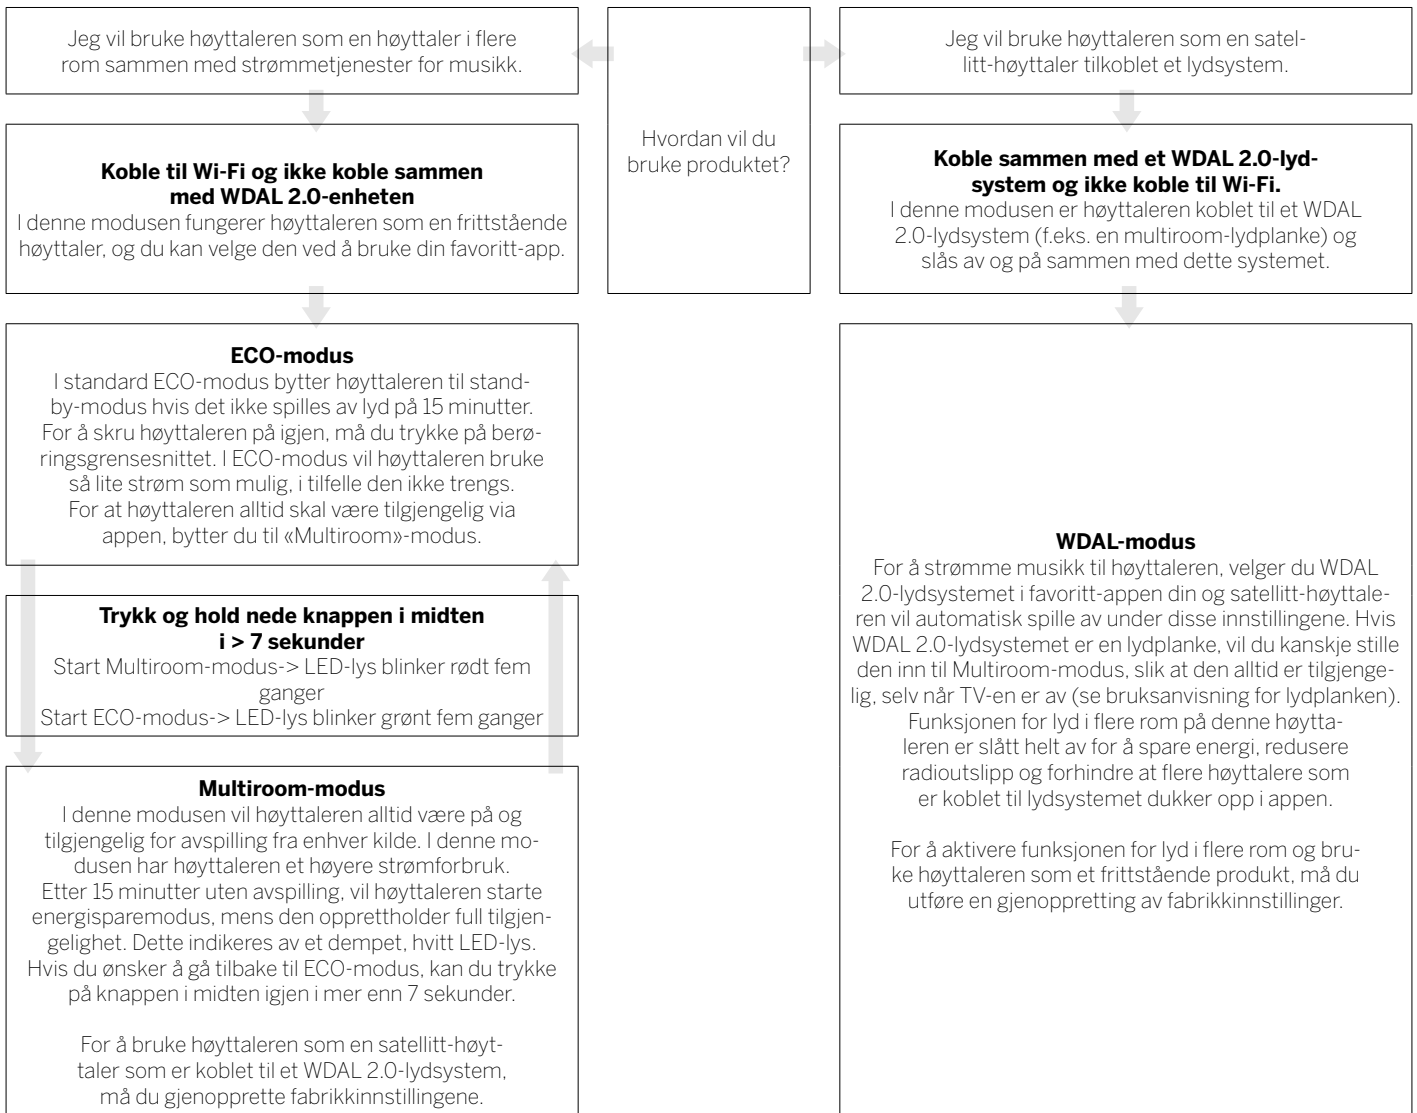 Jeg vil bruke høyttaleren som en høyttaler i flere
rom sammen med strømmetjenester for musikk.
Koble til Wi-Fi og ikke koble sammen
med WDAL 2.0-enheten
I denne modusen fungerer høyttaleren som en frittstående
høyttaler, og du kan velge den ved å bruke din favoritt-app.
ECO-modus
I standard ECO-modus bytter høyttaleren til stand-
by-modus hvis det ikke spilles av lyd på 15 minutter.
For å skru høyttaleren på igjen, må du trykke på berø-
ringsgrensesnittet. I ECO-modus vil høyttaleren bruke
så lite strøm som mulig, i tilfelle den ikke trengs.
For at høyttaleren alltid skal være tilgjengelig via
appen, bytter du til «Multiroom»-modus.
Trykk og hold nede knappen i midten
i > 7 sekunder
Start Multiroom-modus-> LED-lys blinker rødt fem
ganger
Start ECO-modus-> LED-lys blinker grønt fem ganger
Multiroom-modus
I denne modusen vil høyttaleren alltid være på og
tilgjengelig for avspilling fra enhver kilde. I denne mo-
dusen har høyttaleren et høyere strømforbruk.
Etter 15 minutter uten avspilling, vil høyttaleren starte
energisparemodus, mens den opprettholder full tilgjen-
gelighet. Dette indikeres av et dempet, hvitt LED-lys.
Hvis du ønsker å gå tilbake til ECO-modus, kan du trykke
på knappen i midten igjen i mer enn 7 sekunder.
For å bruke høyttaleren som en satellitt-høyt-
taler som er koblet til et WDAL 2.0-lydsystem,
må du gjenopprette fabrikkinnstillingene.
Hvordan vil du
bruke produktet?
Jeg vil bruke høyttaleren som en satel-
litt-høyttaler tilkoblet et lydsystem.
Koble sammen med et WDAL 2.0-lyd-
system og ikke koble til Wi-Fi.
I denne modusen er høyttaleren koblet til et WDAL
2.0-lydsystem (f.eks. en multiroom-lydplanke) og
slås av og på sammen med dette systemet.
WDAL-modus
For å strømme musikk til høyttaleren, velger du WDAL
2.0-lydsystemet i favoritt-appen din og satellitt-høyttale-
ren vil automatisk spille av under disse innstillingene. Hvis
WDAL 2.0-lydsystemet er en lydplanke, vil du kanskje stille
den inn til Multiroom-modus, slik at den alltid er tilgjenge-
lig, selv når TV-en er av (se bruksanvisning for lydplanken).
Funksjonen for lyd i flere rom på denne høytta-
leren er slått helt av for å spare energi, redusere
radioutslipp og forhindre at flere høyttalere som
er koblet til lydsystemet dukker opp i appen.
For å aktivere funksjonen for lyd i flere rom og bru-
ke høyttaleren som et frittstående produkt, må du
utføre en gjenoppretting av fabrikkinnstillinger.